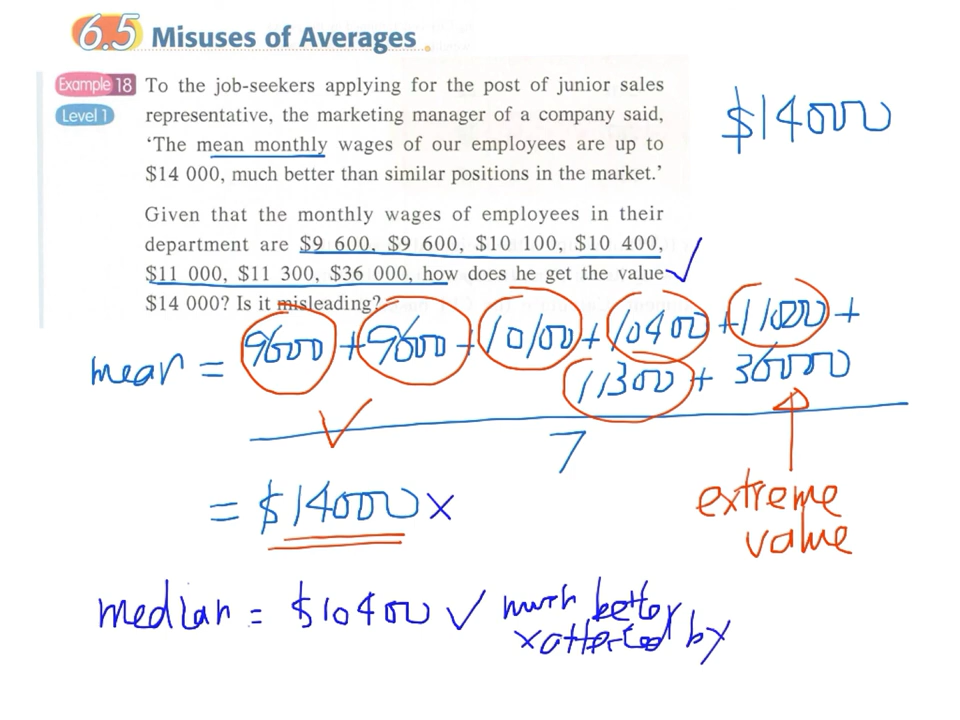 6.5 Misuses of Averages
Example 18 To the job-seekers applying for the post of junior sales
Level 1 representative, the marketing manager of a company said,
‘The mean monthly wages of our employees are up to
$14 000, much better than similar positions in the market.’
$14000
Given that the monthly wages of employees in their
department are $9 600, $9 600, $10 100, $10 400,
$11 000, $11 300, $36 000, how does he get the value
$14 000? Is it misleading?
mean = 9600 + 9600 + 10100 + 10400 + 11000 +
11300 + 36000
7
= $14000 ×
extreme
value
median = $10400 ✓ much better
× affected by